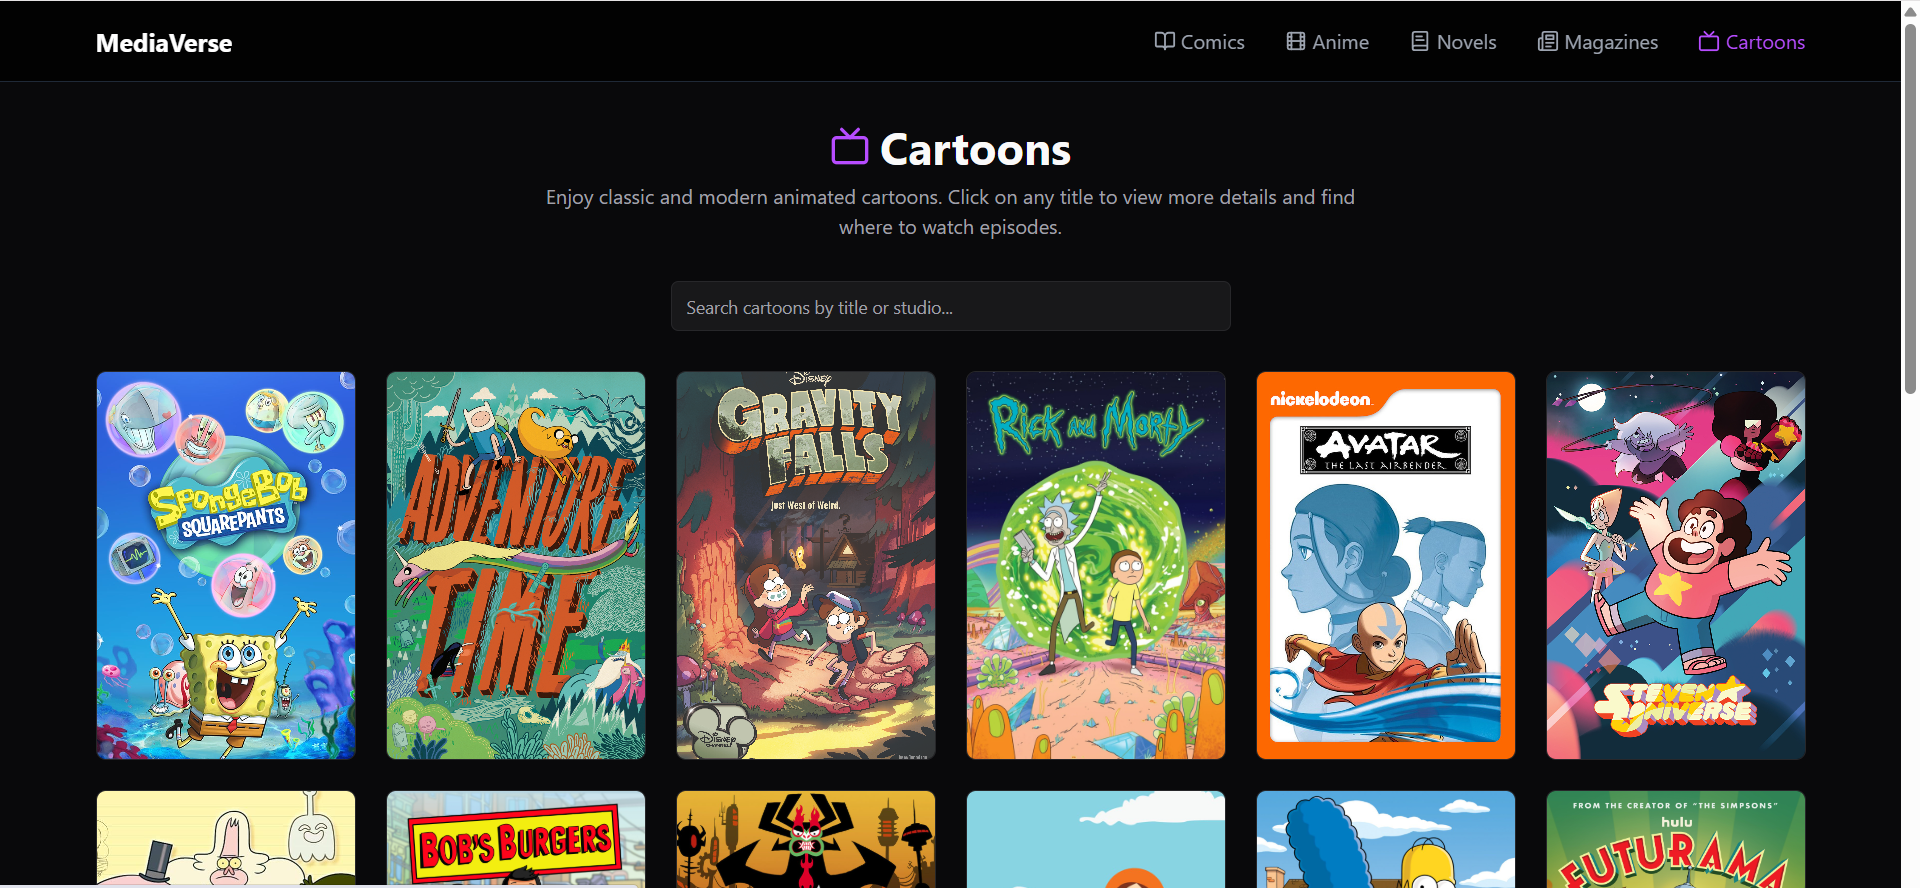 MediaVerse
Comics
Anime
Novels
Magazines
Cartoons
Cartoons
Enjoy classic and modern animated cartoons. Click on any title to view more details and find
where to watch episodes.
Search cartoons by title or studio...
SPONGEBOB
SQUAREPANTS
ADVENTURE
TIME
Disney
GRAVITY
FALLS
Just West of Weird.
Disney
CHANNEL
Rick and Morty
nickelodeon
AVATAR
THE LAST AIRBENDER
STEVEN
UNIVERSE
BOB'S BURGERS
FROM THE CREATOR OF "THE SIMPSONS"
hulu
FUTURAMA